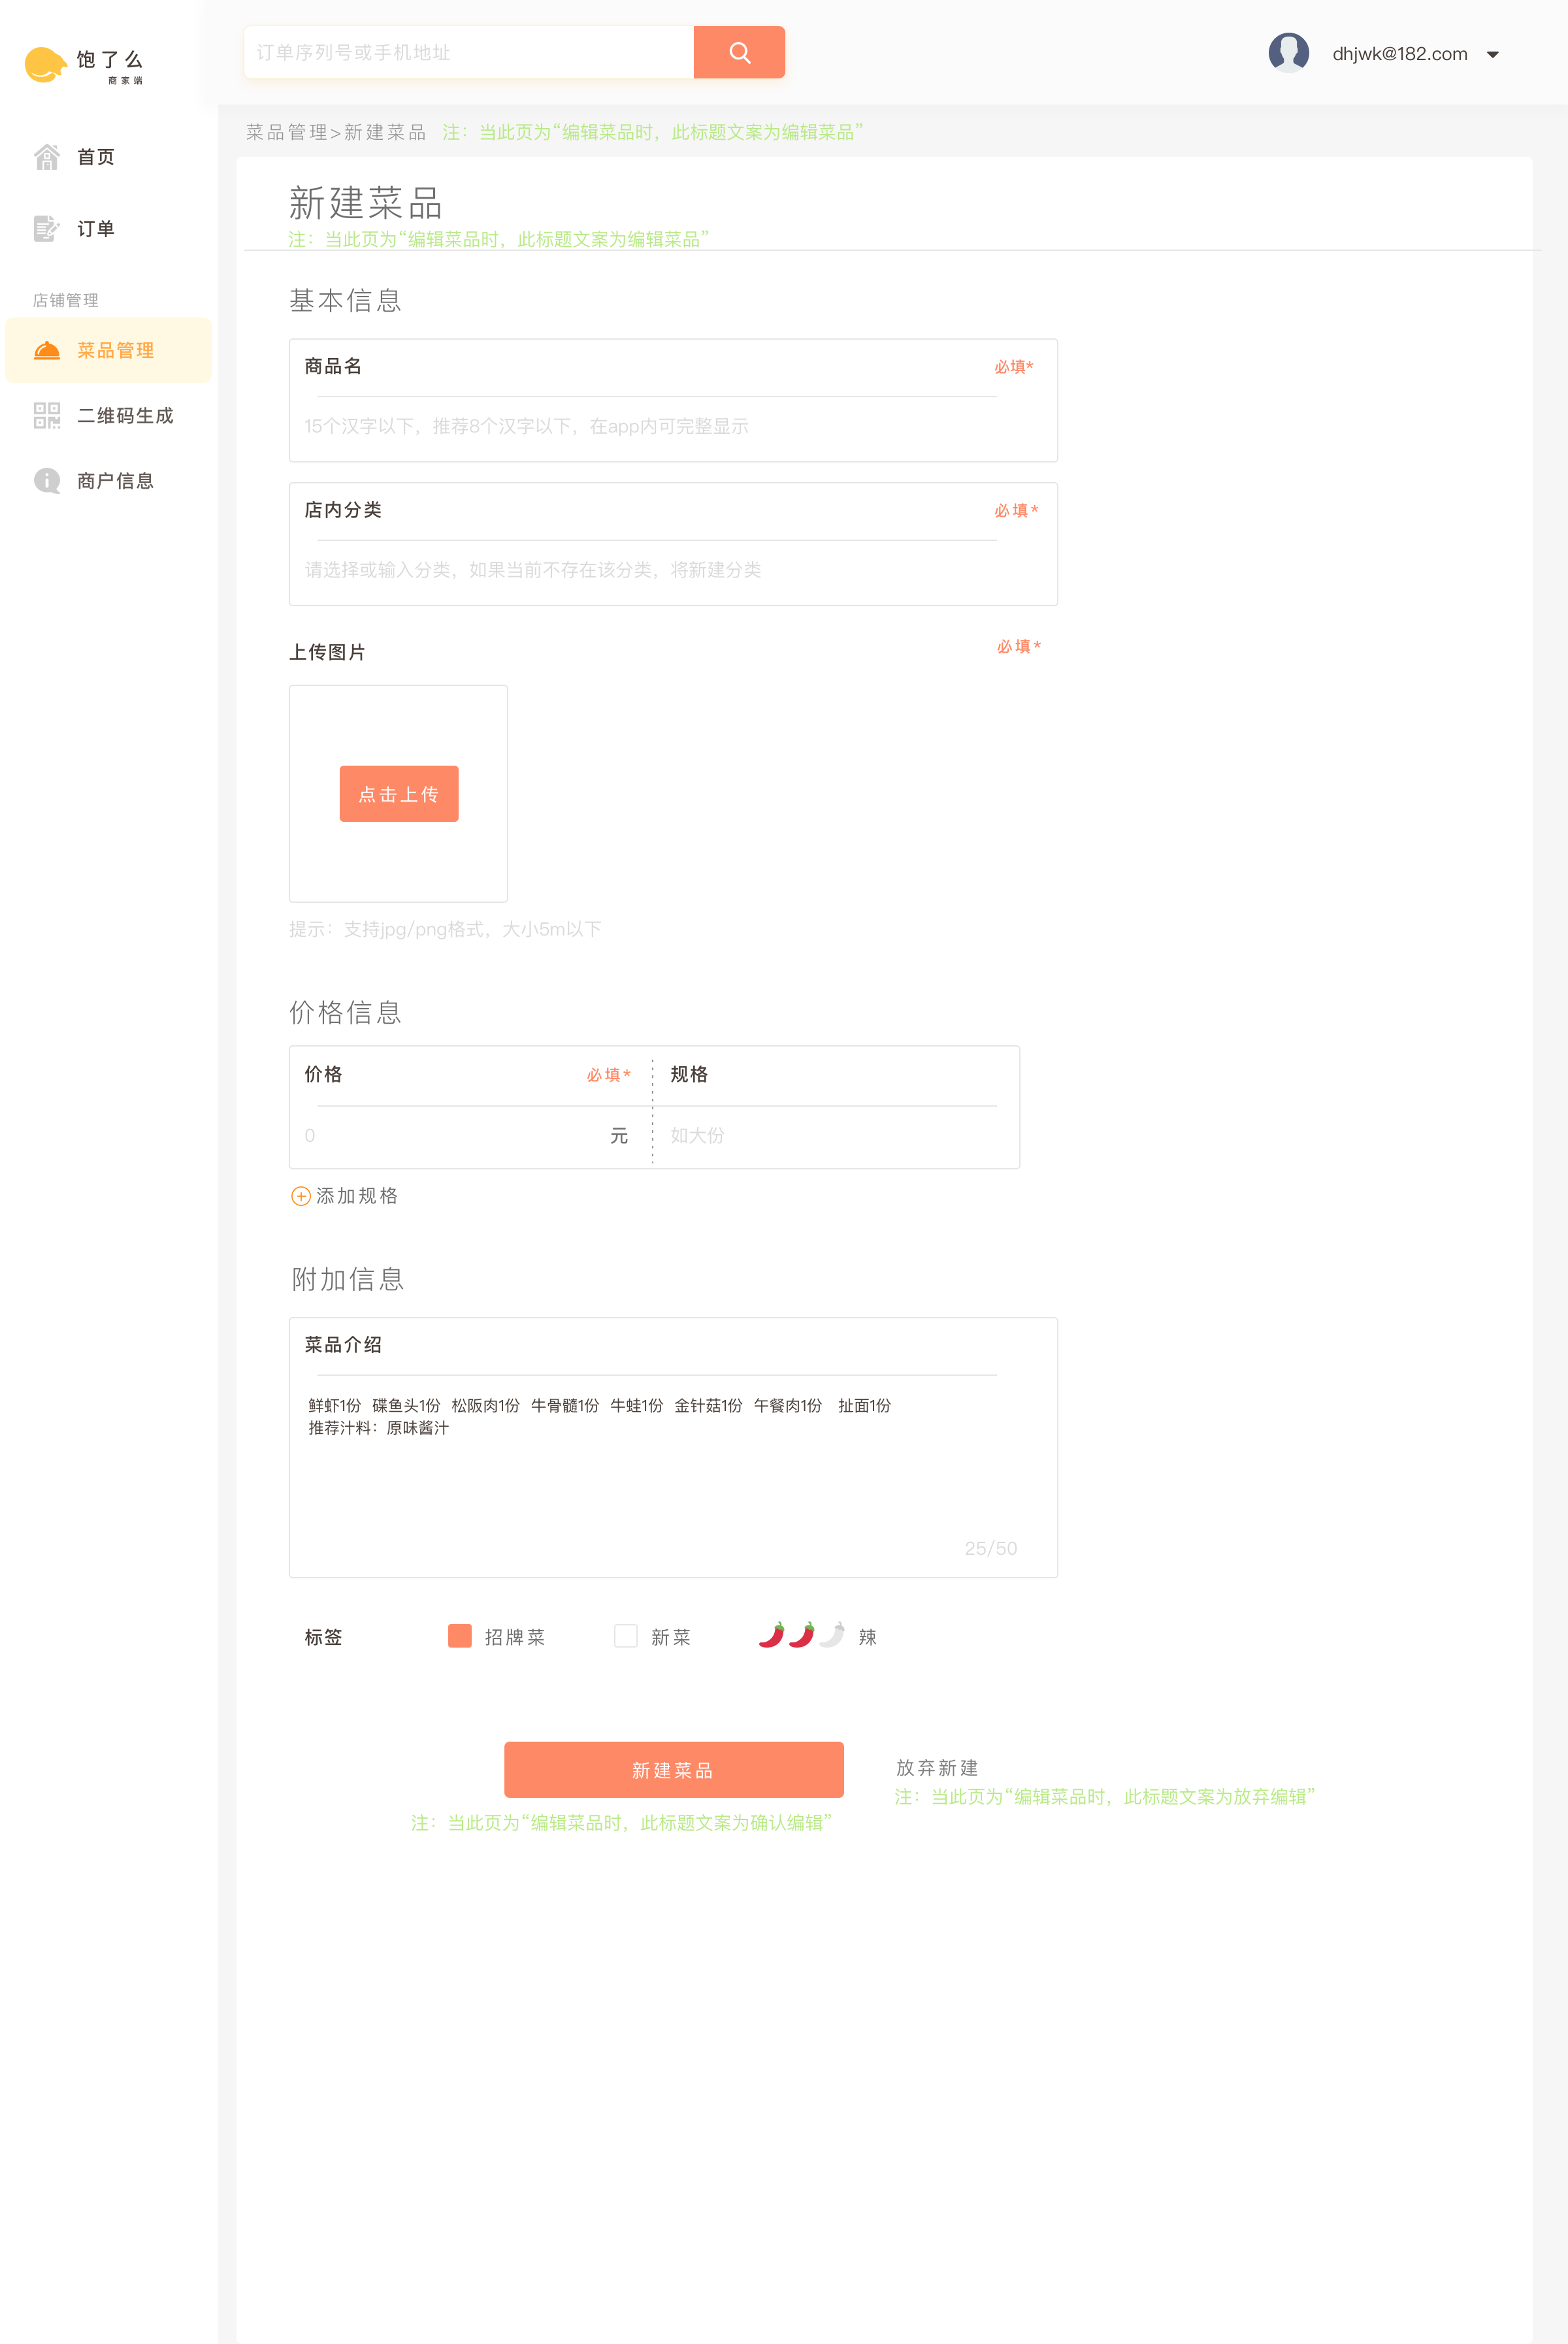 饱了么
商家端
订单序列号或手机地址
dhjwk@182.com
首页
订单
店铺管理
菜品管理
二维码生成
商户信息
菜品管理>新建菜品 注：当此页为“编辑菜品时，此标题文案为编辑菜品”
新建菜品
注：当此页为“编辑菜品时，此标题文案为编辑菜品”
基本信息
商品名 必填*
15个汉字以下，推荐8个汉字以下，在app内可完整显示
店内分类 必填*
请选择或输入分类，如果当前不存在该分类，将新建分类
上传图片 必填*
点击上传
提示：支持jpg/png格式，大小5m以下
价格信息
价格 必填* 规格
0 元 如大份
添加规格
附加信息
菜品介绍
鲜虾1份 碟鱼头1份 松阪肉1份 牛骨髓1份 牛蛙1份 金针菇1份 午餐肉1份 扯面1份
推荐汁料：原味酱汁
25/50
标签 招牌菜 新菜 辣
新建菜品 放弃新建
注：当此页为“编辑菜品时，此标题文案为放弃编辑”
注：当此页为“编辑菜品时，此标题文案为确认编辑”